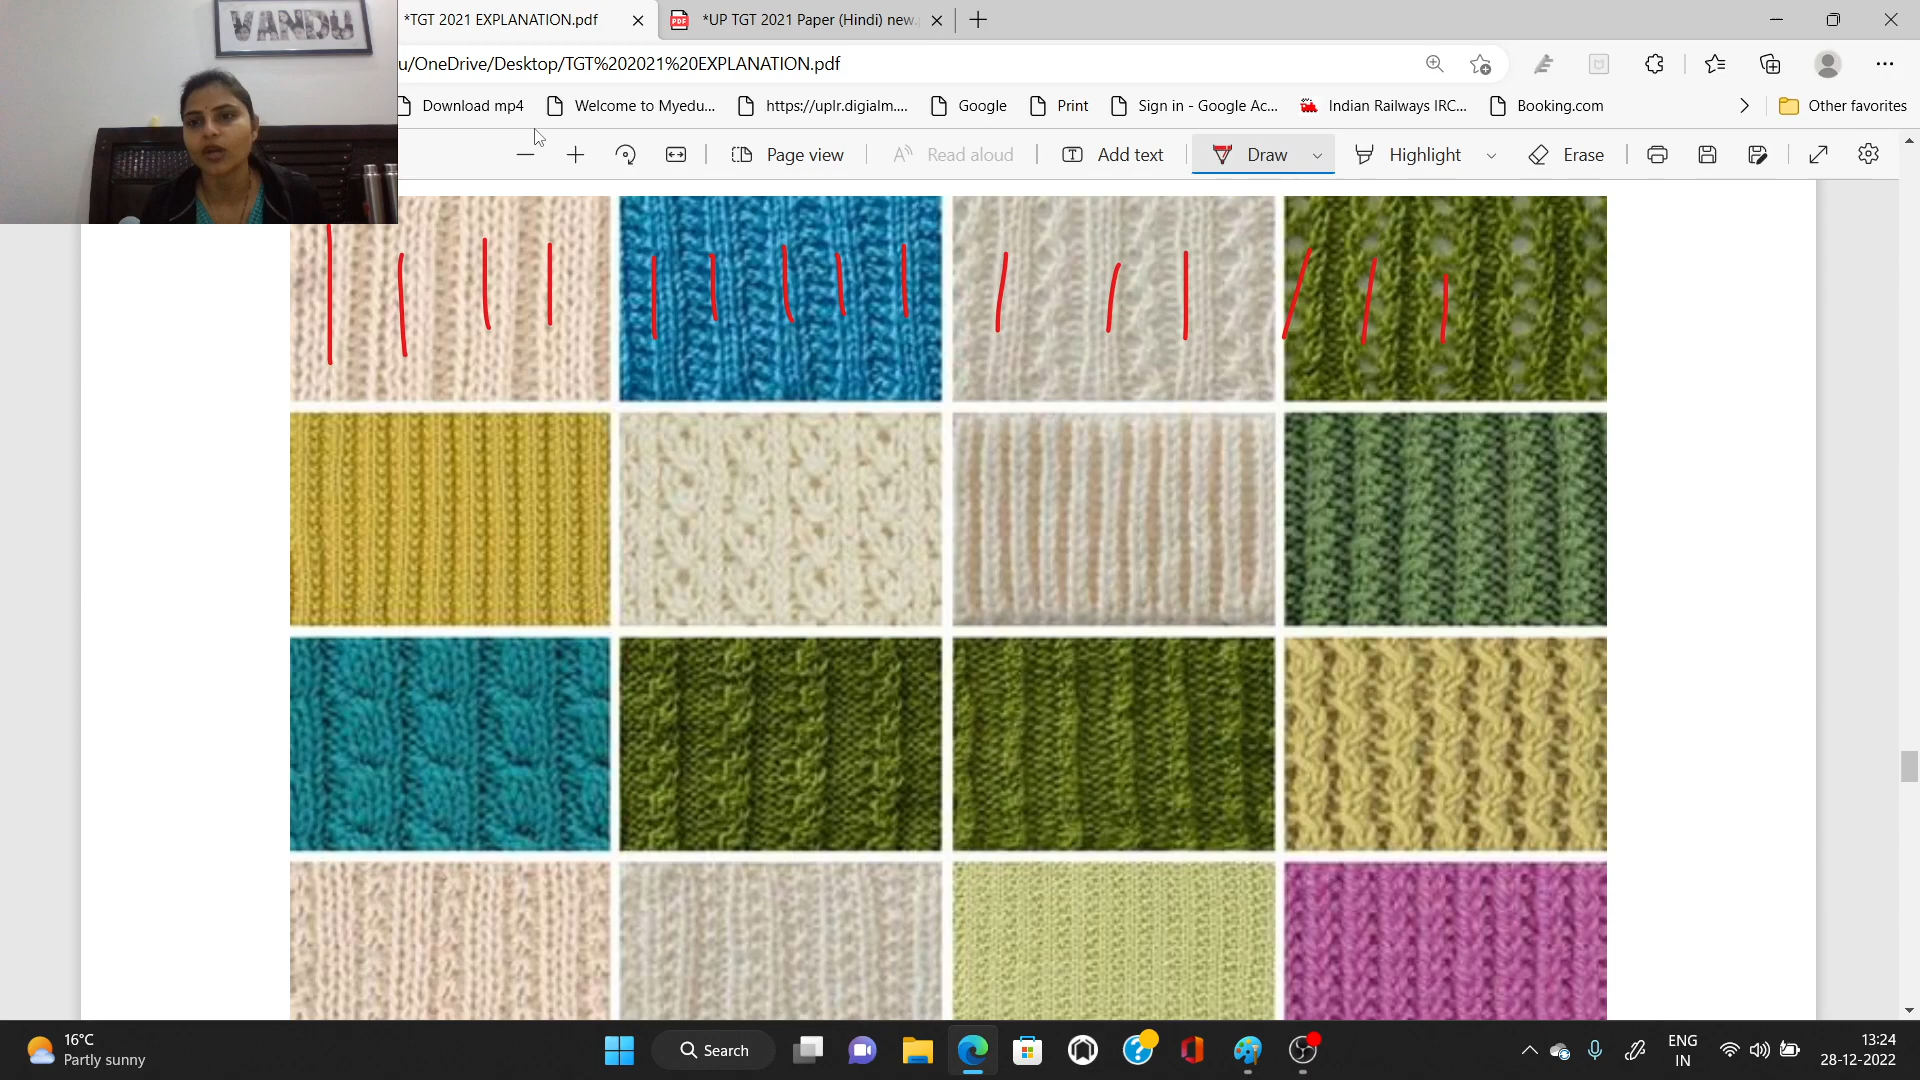 VANDU
*TGT 2021 EXPLANATION.pdf
*UP TGT 2021 Paper (Hindi) new.
u/OneDrive/Desktop/TGT%202021%20EXPLANATION.pdf
Download mp4
Welcome to Myedu...
https://uplr.digialm....
Google
Print
Sign in - Google Ac...
Indian Railways IRC...
Booking.com
Other favorites
Page view
Read aloud
Add text
Draw
Highlight
Erase
16°C
Partly sunny
Search
ENG
IN
13:24
28-12-2022